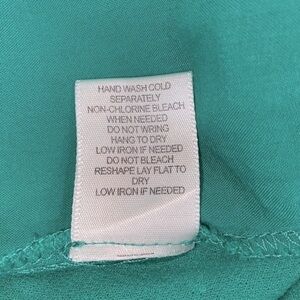 HAND WASH COLD
SEPARATELY
NON-CHLORINE BLEACH
WHEN NEEDED
DO NOT WRING
HANG TO DRY
LOW IRON IF NEEDED
DO NOT BLEACH
RESHAPE LAY FLAT TO
DRY
LOW IRON IF NEEDED